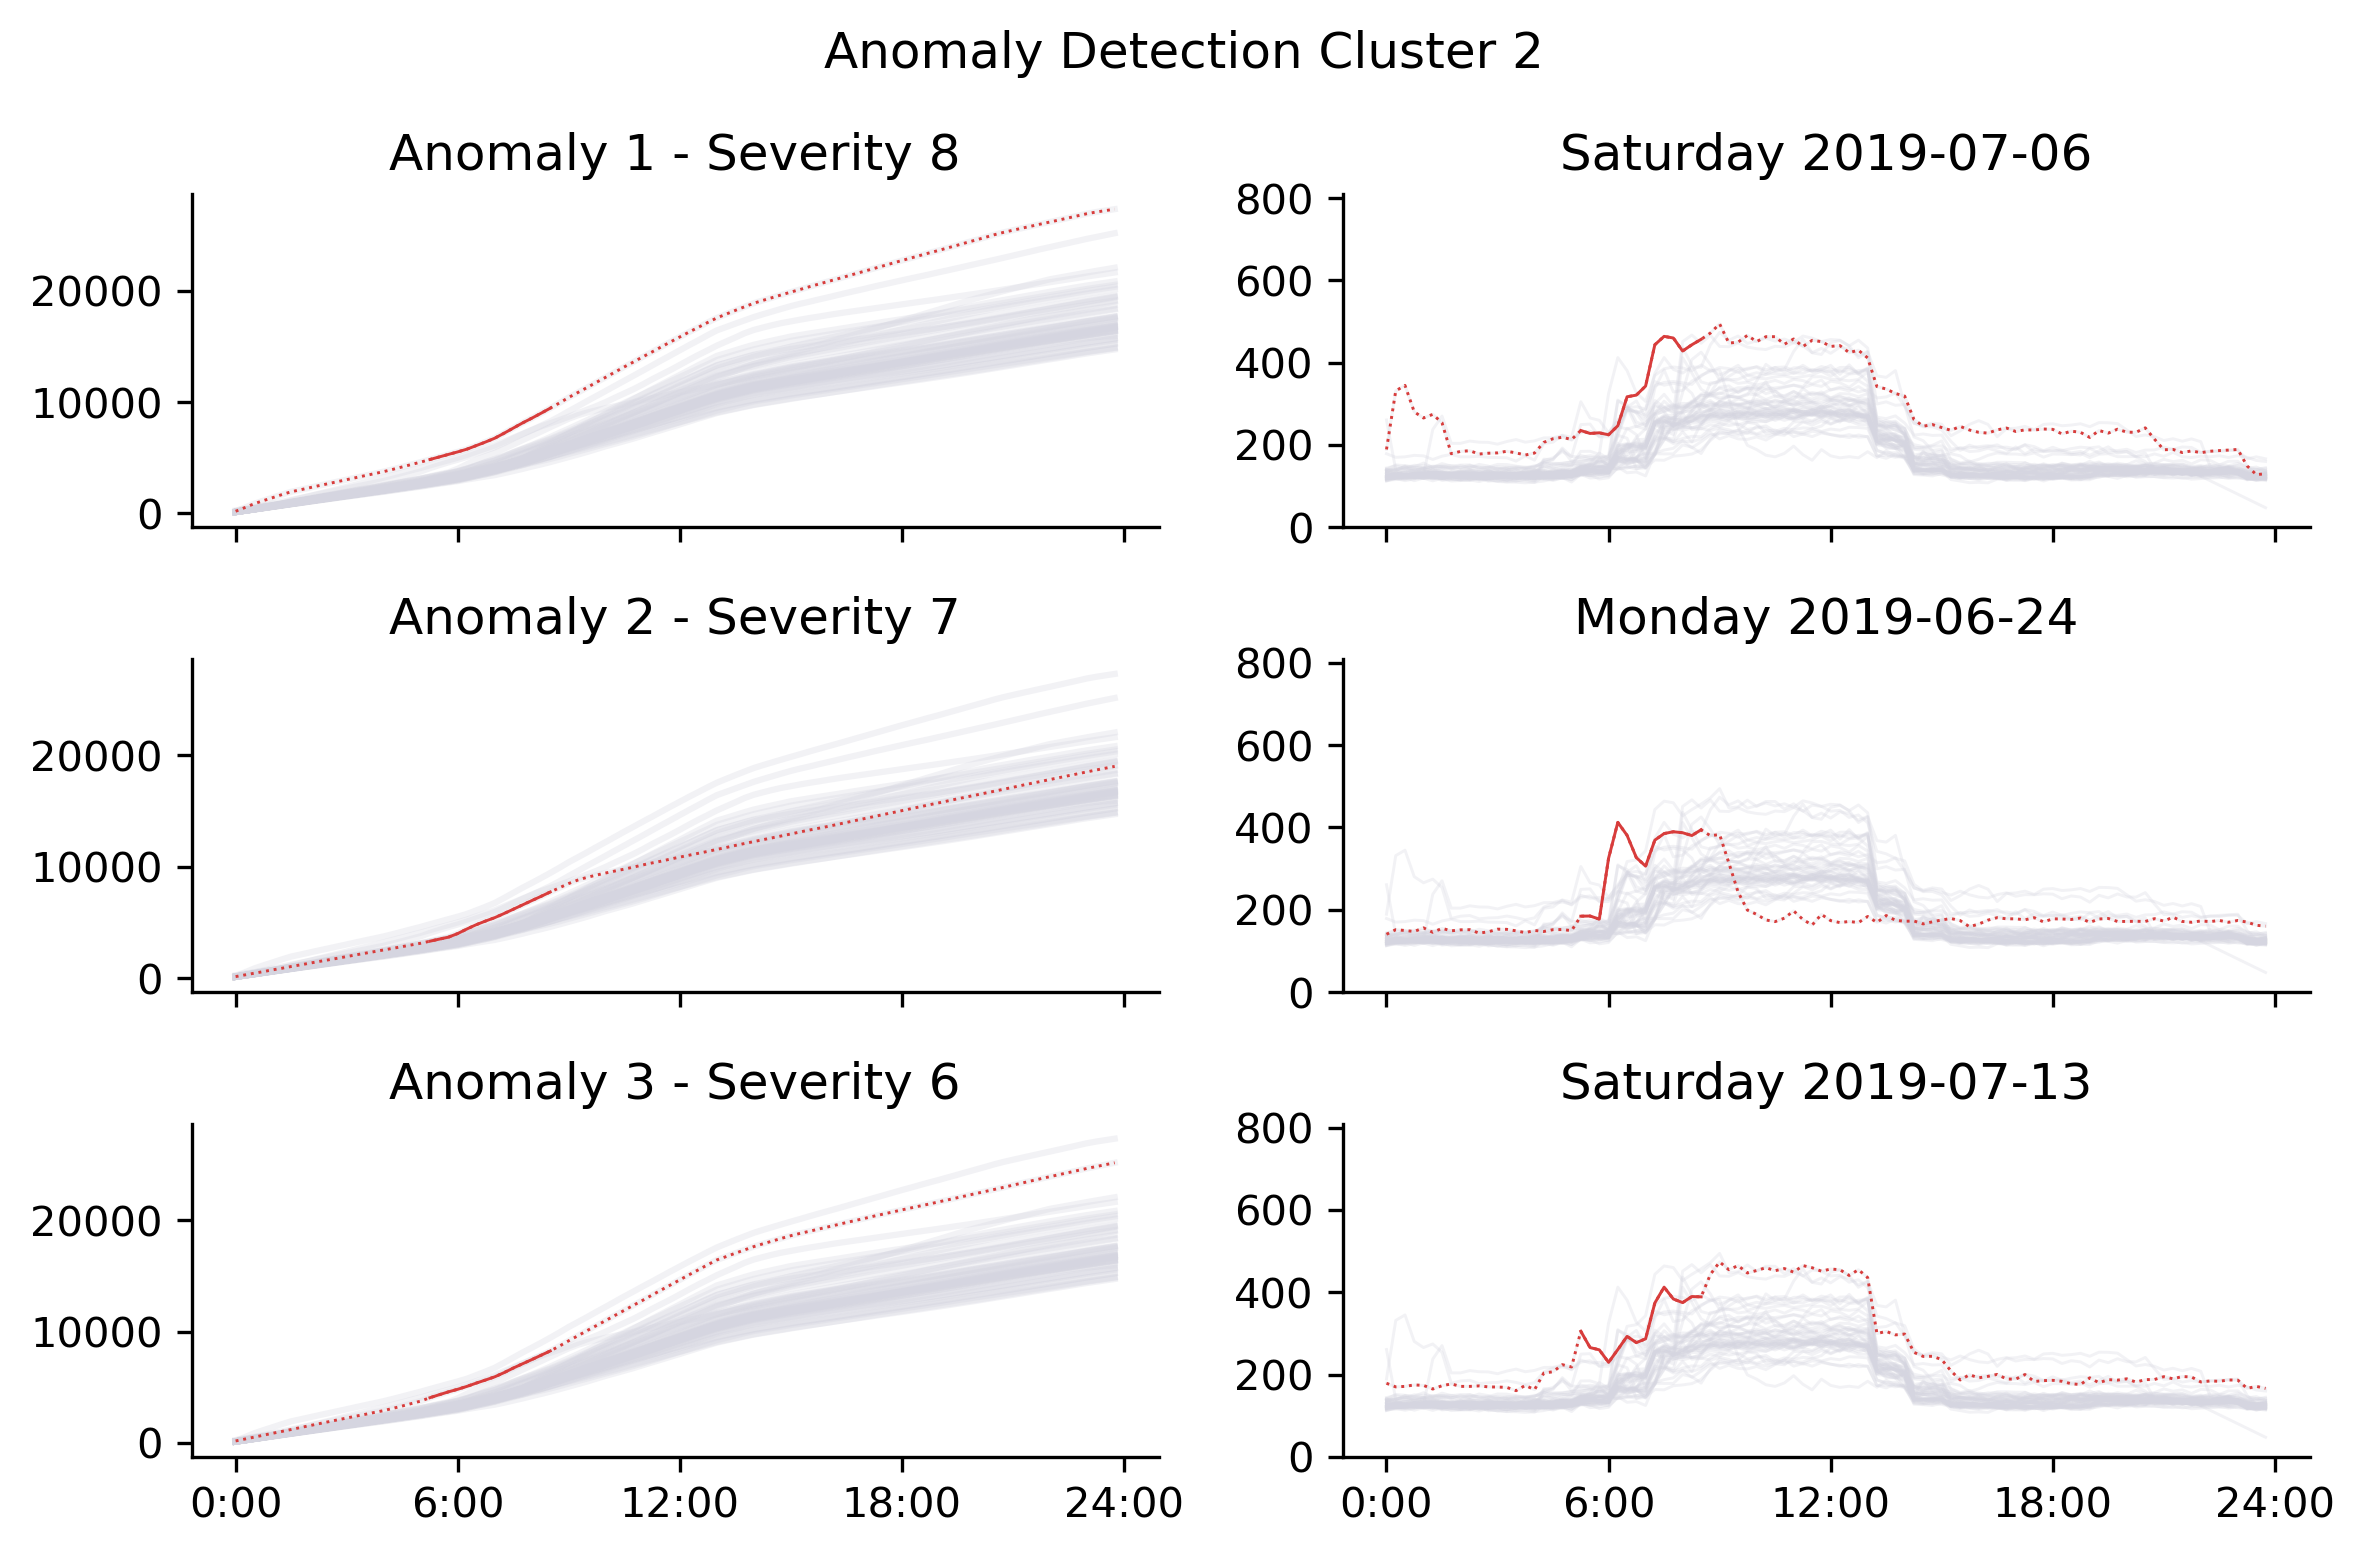 Anomaly Detection Cluster 2
Anomaly 1 - Severity 8
20000
10000
0
Saturday 2019-07-06
800
600
400
200
0
Anomaly 2 - Severity 7
20000
10000
0
Monday 2019-06-24
800
600
400
200
0
Anomaly 3 - Severity 6
20000
10000
0
0:00 6:00 12:00 18:00 24:00
Saturday 2019-07-13
800
600
400
200
0
0:00 6:00 12:00 18:00 24:00